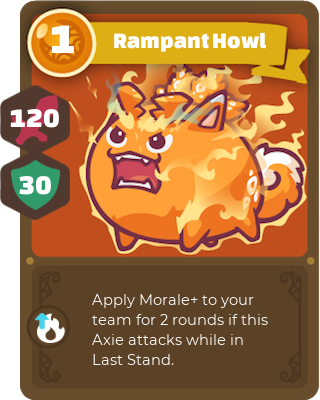 1
Rampant Howl
120
30
Apply Morale+ to your
team for 2 rounds if this
Axie attacks while in
Last Stand.